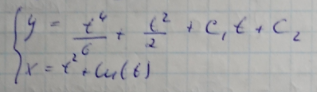 y = t⁴/6 + t²/2 + C₁t + C₂
x = t² + ln(t)